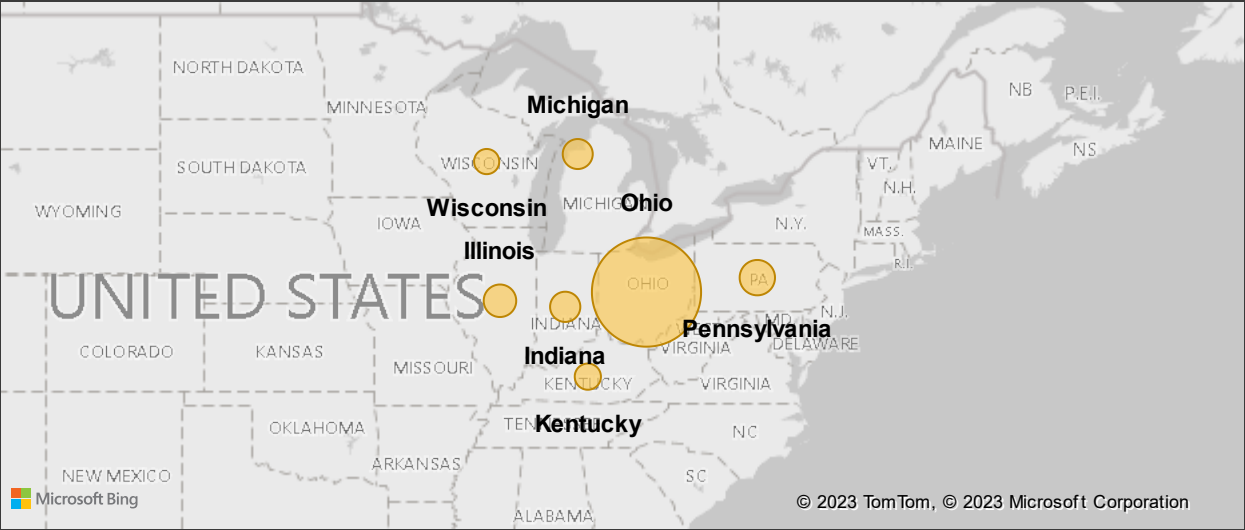 NORTH DAKOTA
MINNESOTA
Michigan
NB
P.E.I.
MAINE
NS
SOUTH DAKOTA
WISCONSIN
VT.
N.H.
WYOMING
IOWA
Wisconsin
MICHIGAN
Ohio
N.Y.
MASS.
R.I.
Illinois
UNITED STATES
OHIO
PA
INDIANA
MD
N.J.
Pennsylvania
DELAWARE
COLORADO
KANSAS
MISSOURI
Indiana
VIRGINIA
KENTUCKY
VIRGINIA
OKLAHOMA
Kentucky
NC
ARKANSAS
NEW MEXICO
SC
Microsoft Bing
© 2023 TomTom, © 2023 Microsoft Corporation
ALABAMA